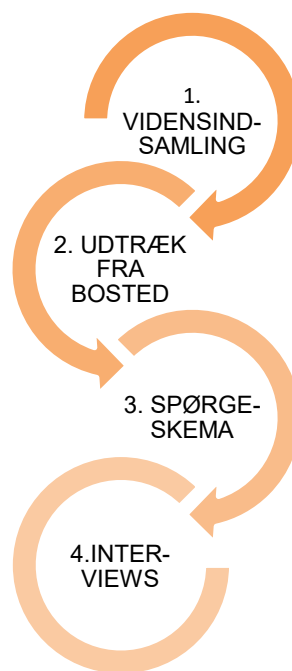 1.
VIDENSIND-
SAMLING
2. UDTRÆK
FRA
BOSTED
3. SPØRGE-
SKEMA
4.INTER-
VIEWS